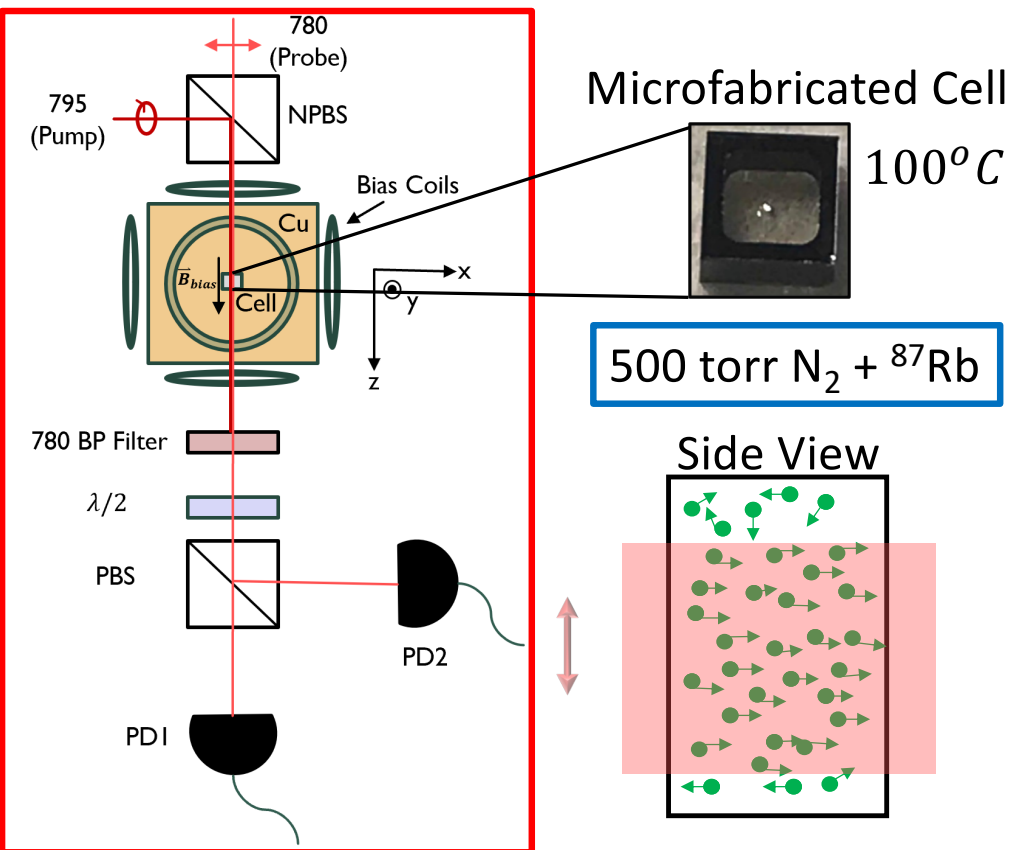 780
(Probe)
795
(Pump)
NPBS
Bias Coils
Cu
$\vec{B}_{bias}$
Cell
x
y
z
780 BP Filter
λ/2
PBS
PD2
PD1
Microfabricated Cell
100°C
500 torr N₂ + ⁸⁷Rb
Side View